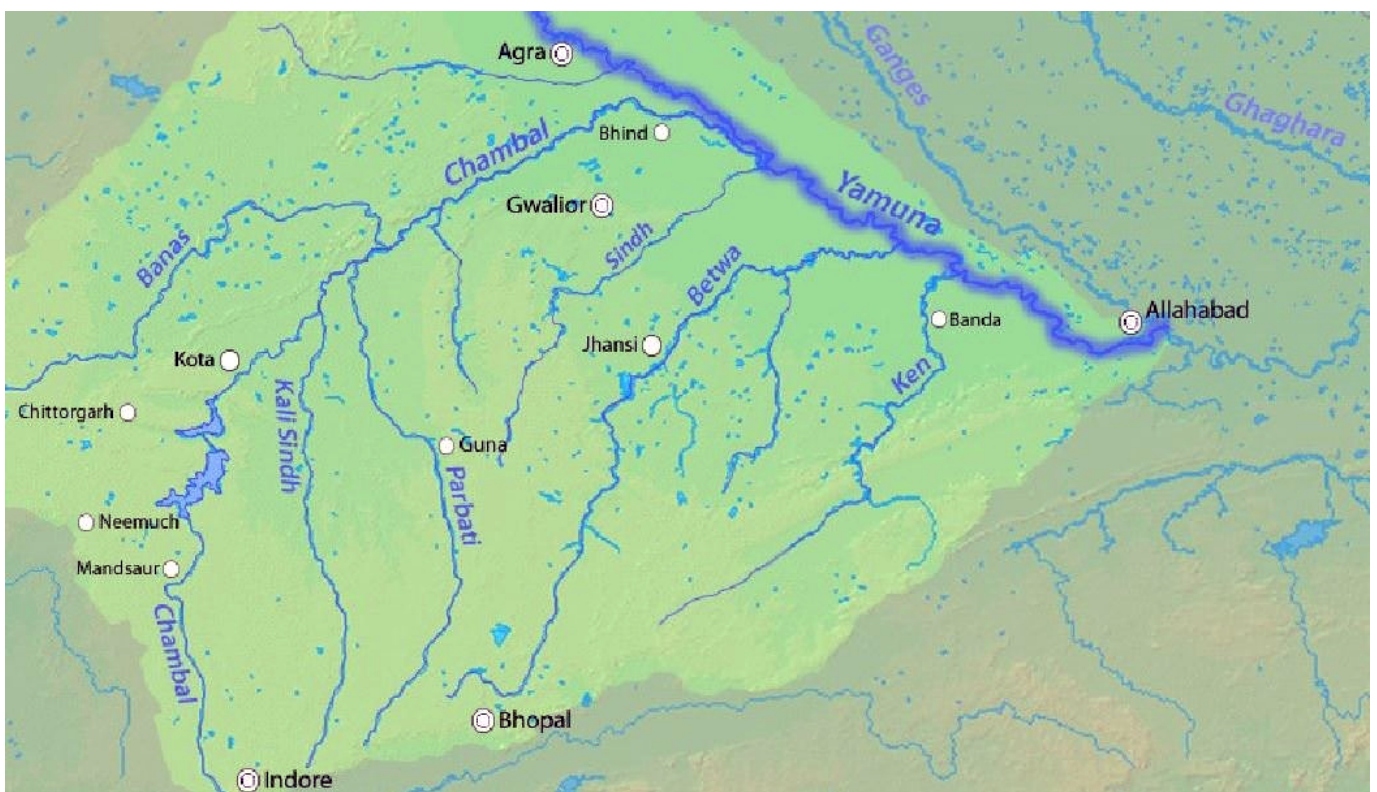 Agra
Ganges
Ghaghara
Bhind
Chambal
Yamuna
Gwalior
Banas
Sindh
Betwa
Allahabad
Banda
Jhansi
Kota
Ken
Kali Sindh
Chittorgarh
Guna
Parbati
Neemuch
Mandsaur
Chambal
Bhopal
Indore